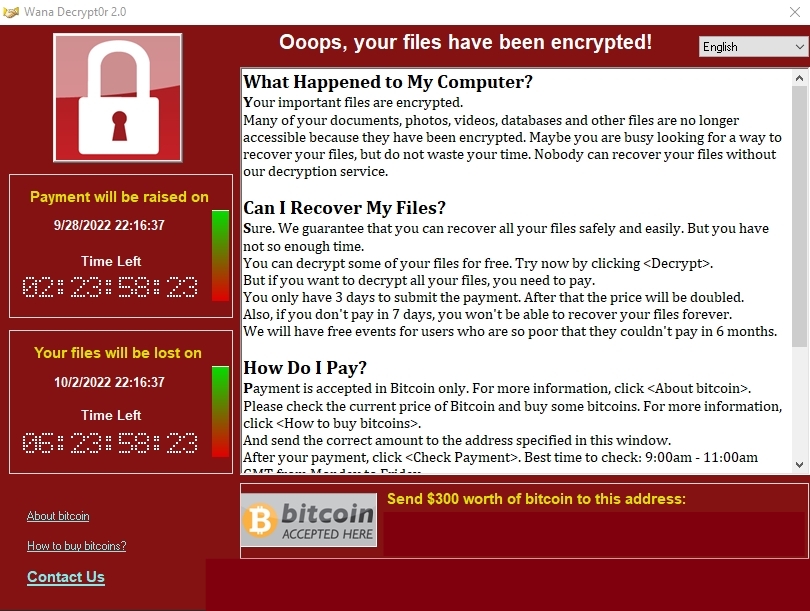 Wana Decrypt0r 2.0
Ooops, your files have been encrypted!
English
What Happened to My Computer?
Your important files are encrypted.
Many of your documents, photos, videos, databases and other files are no longer
accessible because they have been encrypted. Maybe you are busy looking for a way to
recover your files, but do not waste your time. Nobody can recover your files without
our decryption service.
Can I Recover My Files?
Sure. We guarantee that you can recover all your files safely and easily. But you have
not so enough time.
You can decrypt some of your files for free. Try now by clicking <Decrypt>.
But if you want to decrypt all your files, you need to pay.
You only have 3 days to submit the payment. After that the price will be doubled.
Also, if you don't pay in 7 days, you won't be able to recover your files forever.
We will have free events for users who are so poor that they couldn't pay in 6 months.
How Do I Pay?
Payment is accepted in Bitcoin only. For more information, click <About bitcoin>.
Please check the current price of Bitcoin and buy some bitcoins. For more information,
click <How to buy bitcoins>.
And send the correct amount to the address specified in this window.
After your payment, click <Check Payment>. Best time to check: 9:00am - 11:00am
GMT from Monday to Friday.
Payment will be raised on
9/28/2022 22:16:37
Time Left
02:23:58:23
Your files will be lost on
10/2/2022 22:16:37
Time Left
06:23:58:23
About bitcoin
How to buy bitcoins?
Contact Us
bitcoin
ACCEPTED HERE
Send $300 worth of bitcoin to this address: